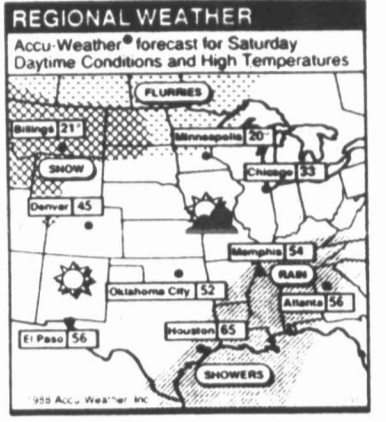 REGIONAL WEATHER
Accu-Weather® forecast for Saturday
Daytime Conditions and High Temperatures
FLURRIES
Billings 21°
Minneapolis 20
SNOW
Chicago 33
Denver 45
Memphis 54
RAIN
Oklahoma City 52
Atlanta 56
El Paso 56
Houston 65
SHOWERS
1988 Accu Weather Inc